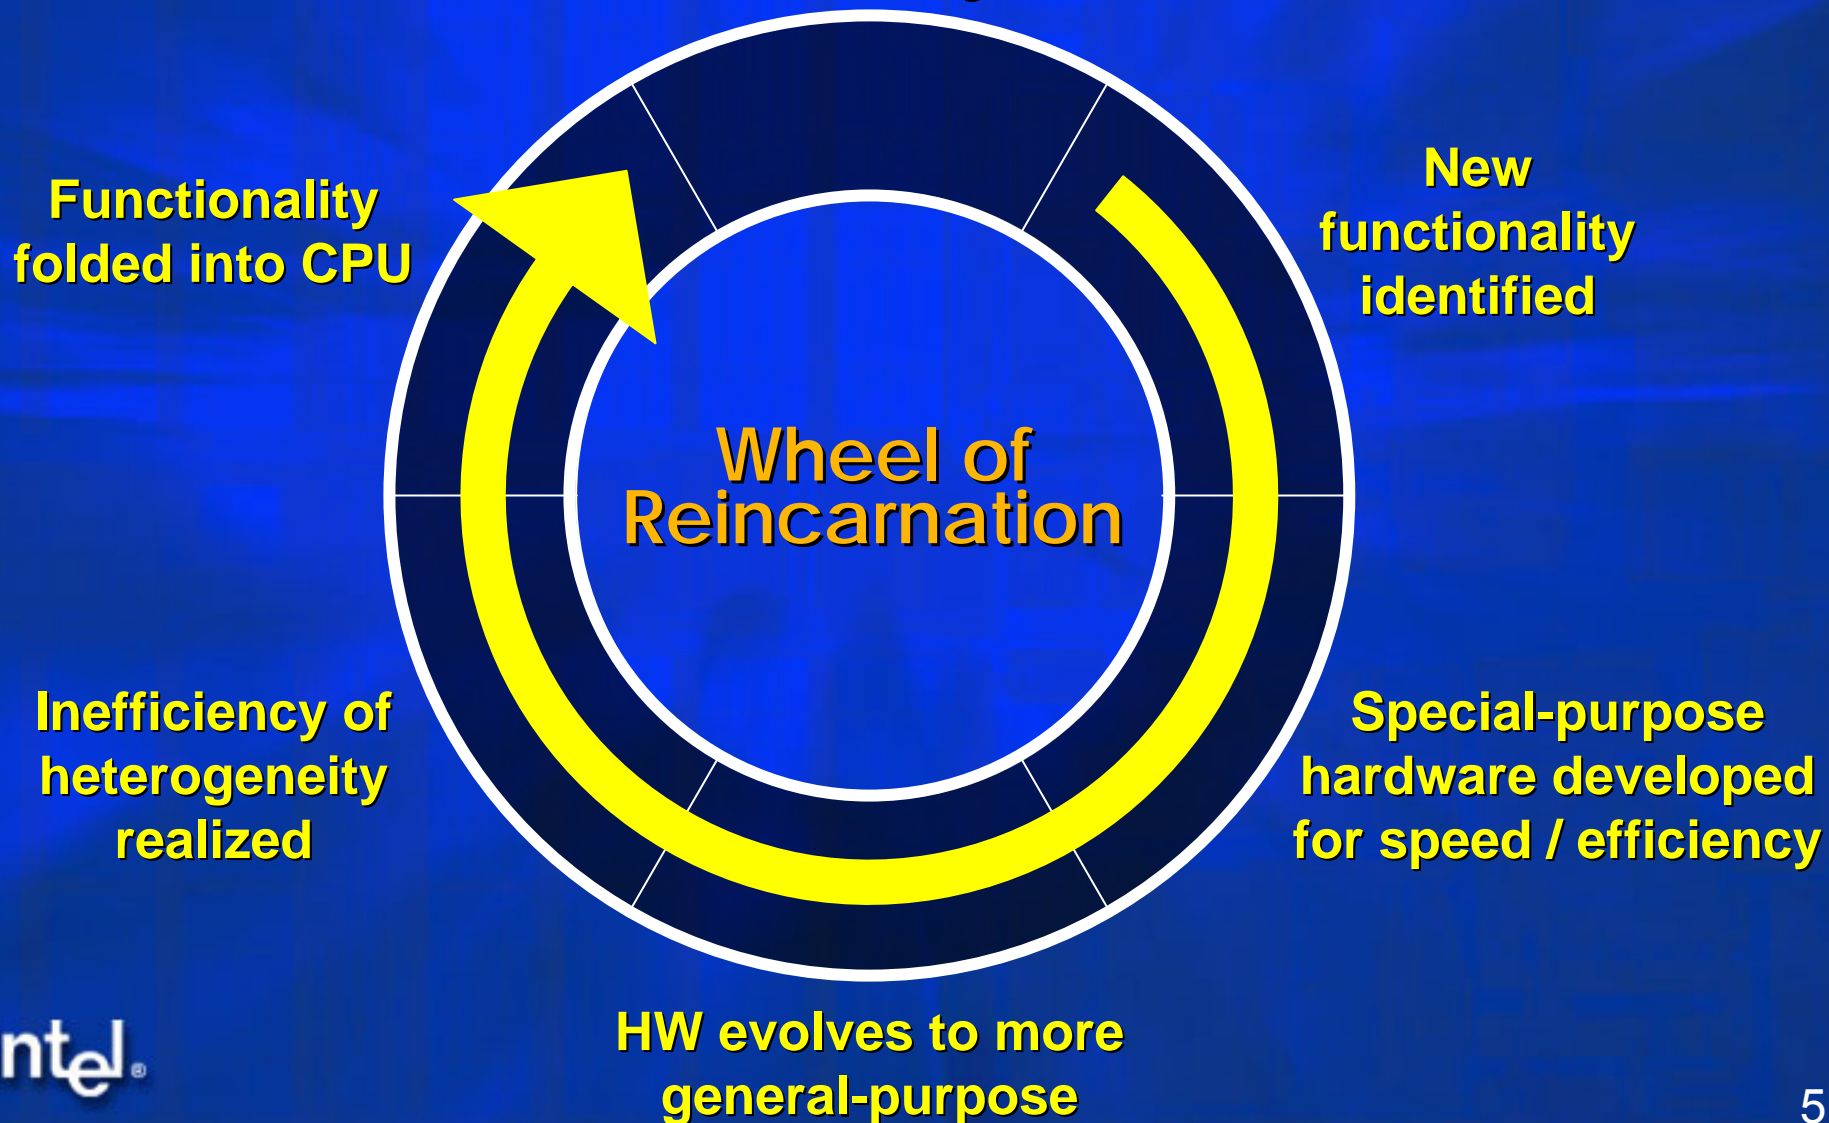 New
functionality
identified
Special-purpose
hardware developed
for speed / efficiency
HW evolves to more
general-purpose
Inefficiency of
heterogeneity
realized
Functionality
folded into CPU
Wheel of
Reincarnation
ntel®
5